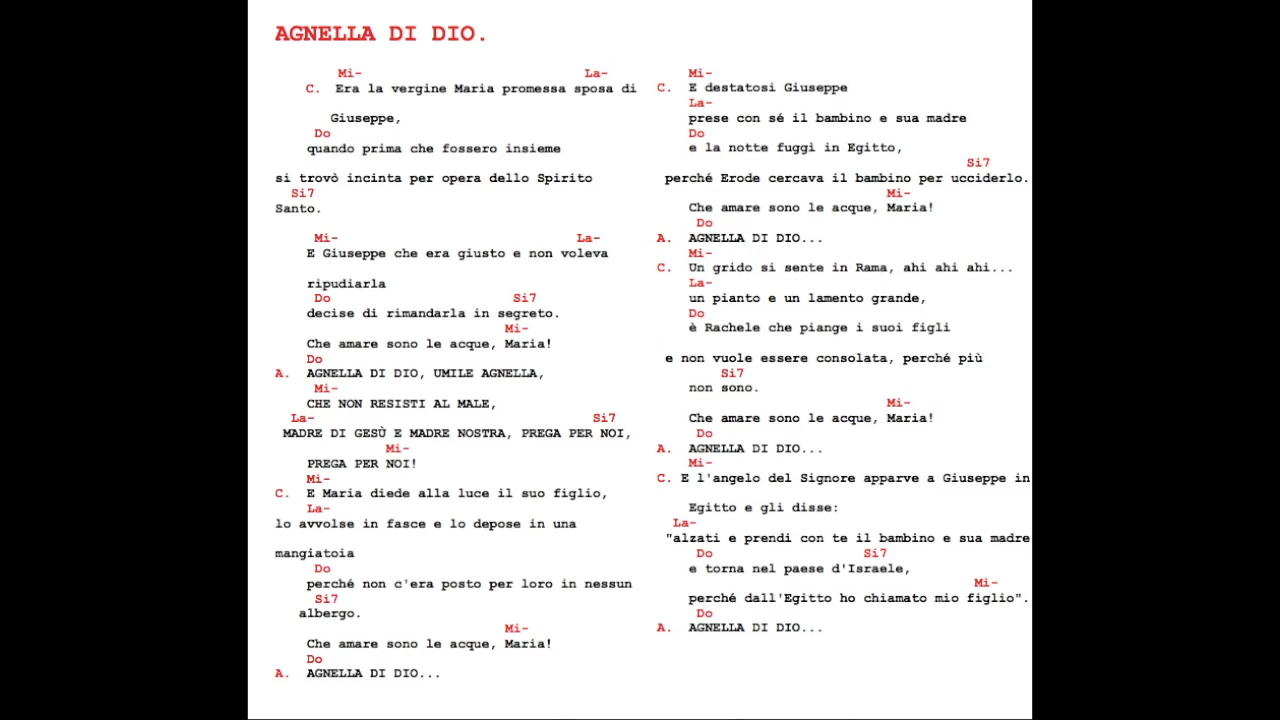 AGNELLA DI DIO.
Mi- La-
C. Era la vergine Maria promessa sposa di
Giuseppe,
Do
quando prima che fossero insieme
si trovò incinta per opera dello Spirito
Si7
Santo.
Mi- La-
E Giuseppe che era giusto e non voleva
ripudiarla
Do Si7
decise di rimandarla in segreto.
Mi-
Che amare sono le acque, Maria!
Do
A. AGNELLA DI DIO, UMILE AGNELLA,
Mi-
CHE NON RESISTI AL MALE,
La- Si7
MADRE DI GESÙ E MADRE NOSTRA, PREGA PER NOI,
Mi-
PREGA PER NOI!
Mi-
C. E Maria diede alla luce il suo figlio,
La-
lo avvolse in fasce e lo depose in una
mangiatoia
Do
perché non c'era posto per loro in nessun
Si7
albergo.
Mi-
Che amare sono le acque, Maria!
Do
A. AGNELLA DI DIO...
Mi-
C. E destatosi Giuseppe
La-
prese con sé il bambino e sua madre
Do
e la notte fuggì in Egitto,
Si7
perché Erode cercava il bambino per ucciderlo.
Mi-
Che amare sono le acque, Maria!
Do
A. AGNELLA DI DIO...
Mi-
C. Un grido si sente in Rama, ahi ahi ahi...
La-
un pianto e un lamento grande,
Do
è Rachele che piange i suoi figli
e non vuole essere consolata, perché più
Si7
non sono.
Mi-
Che amare sono le acque, Maria!
Do
A. AGNELLA DI DIO...
Mi-
C. E l'angelo del Signore apparve a Giuseppe in
Egitto e gli disse:
La-
"alzati e prendi con te il bambino e sua madre
Do Si7
e torna nel paese d'Israele,
Mi-
perché dall'Egitto ho chiamato mio figlio".
Do
A. AGNELLA DI DIO...